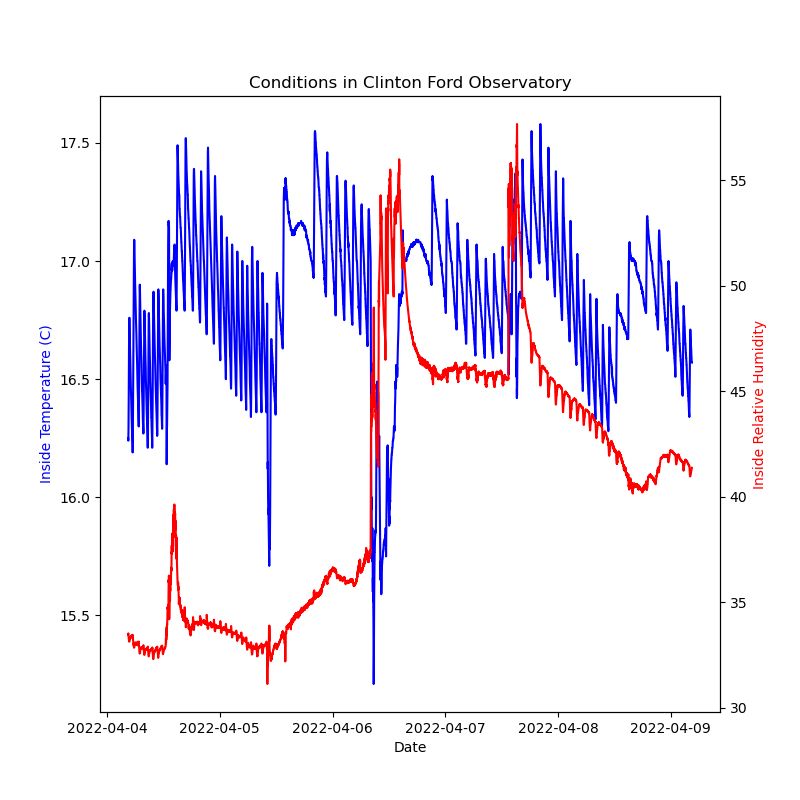 Conditions in Clinton Ford Observatory
Inside Temperature (C)
17.5
17.0
16.5
16.0
15.5
55
50
45
40
35
30
Inside Relative Humidity
2022-04-04 2022-04-05 2022-04-06 2022-04-07 2022-04-08 2022-04-09
Date